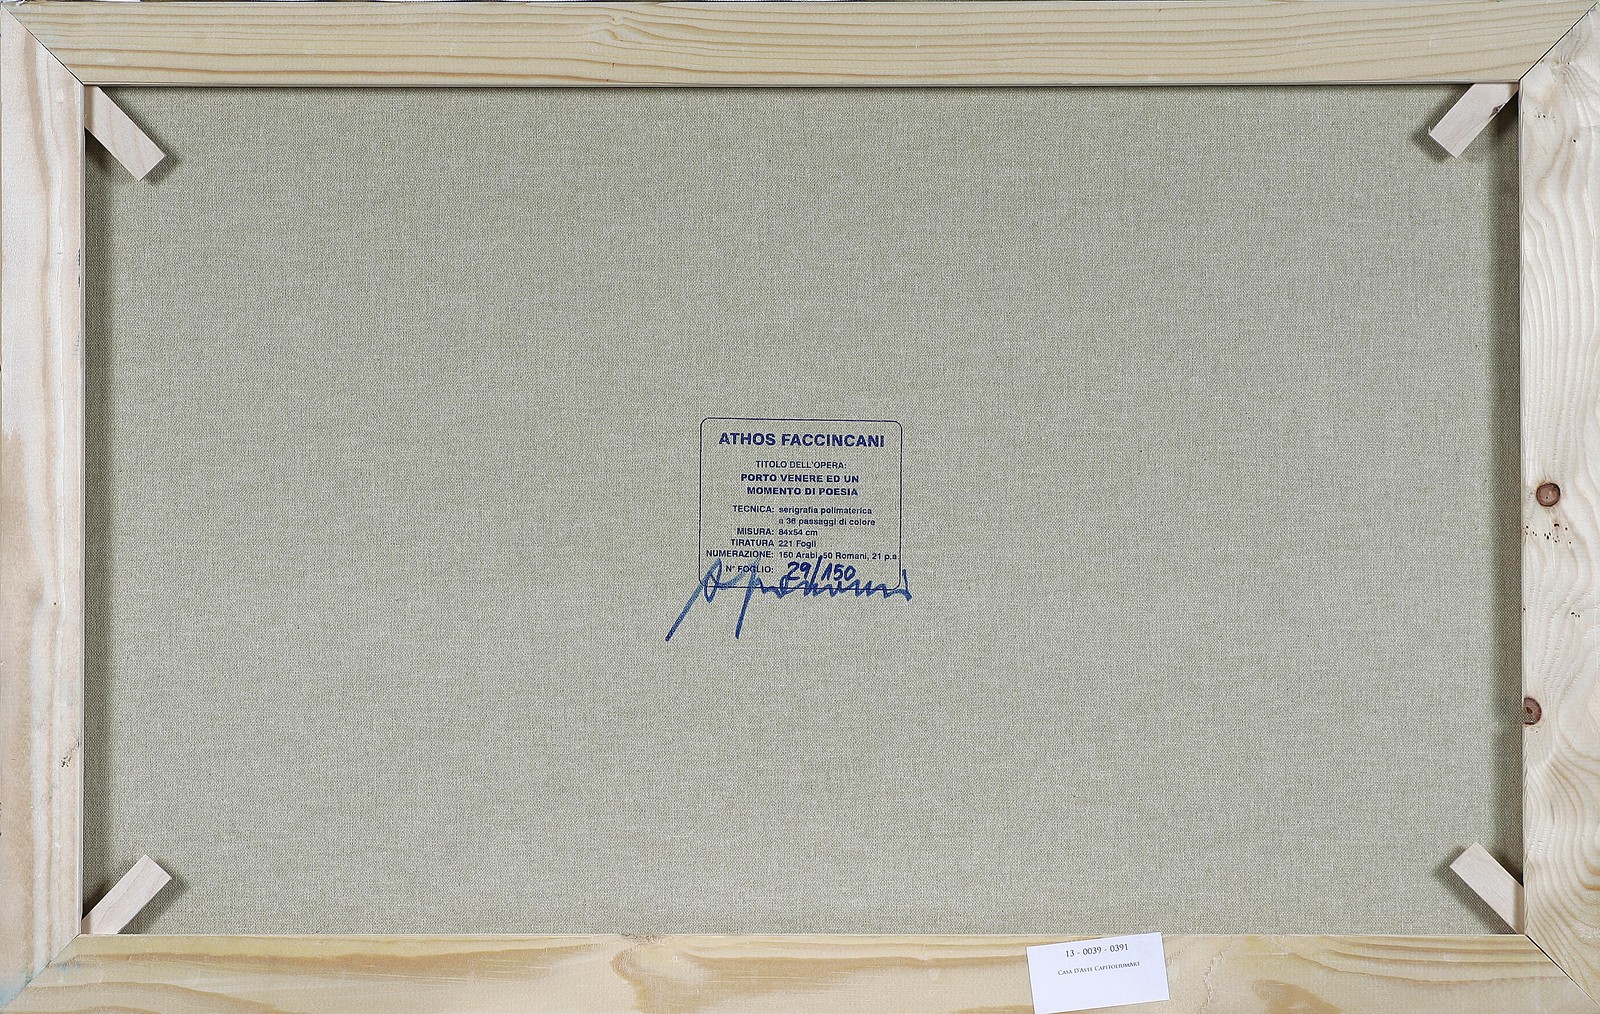 ATHOS FACCINCANI
TITOLO DELL'OPERA:
PORTO VENERE ED UN
MOMENTO DI POESIA
TECNICA: serigrafia polimaterica
a 36 passaggi di colore
MISURA: 84x54 cm
TIRATURA 221 Fogli
NUMERAZIONE: 150 Arabi, 50 Romani, 21 p.a.
N° FOGLIO: 29/150
13 - 0039 - 0391
CASA D'ASTE CAPITOLIUMART